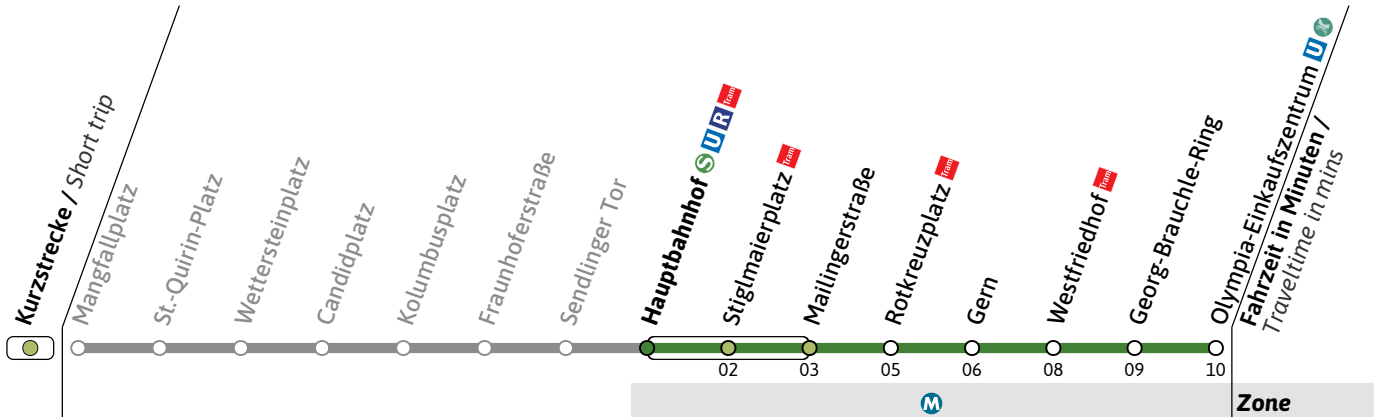 Kurzstrecke / Short trip
Mangfallplatz
St.-Quirin-Platz
Wettersteinplatz
Candidplatz
Kolumbusplatz
Fraunhoferstraße
Sendlinger Tor
Hauptbahnhof S U R Tram
Stiglmaierplatz Tram
Mailingerstraße
Rotkreuzplatz Tram
Gern
Westfriedhof Tram
Georg-Brauchle-Ring
Olympia-Einkaufszentrum U
Fahrzeit in Minuten /
Traveltime in mins
02 03 05 06 08 09 10
M Zone